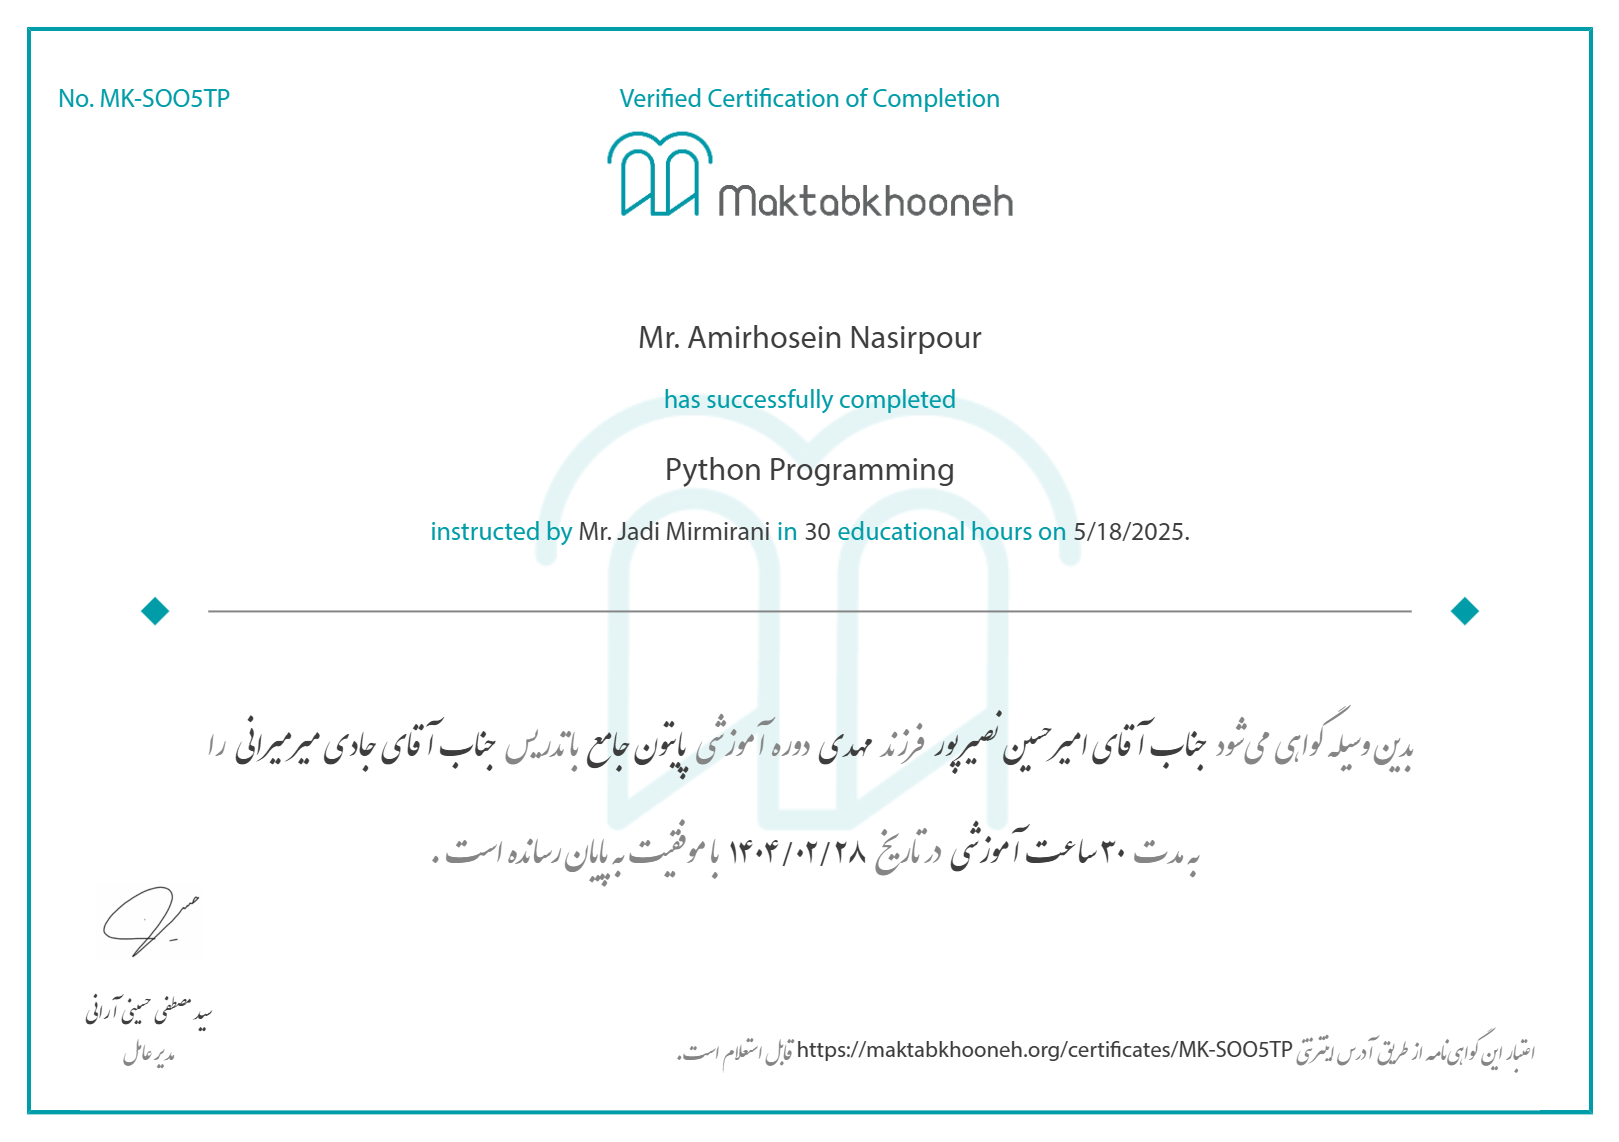 No. MK-SOO5TP
Verified Certification of Completion
Maktabkhooneh
Mr. Amirhosein Nasirpour
has successfully completed
Python Programming
instructed by Mr. Jadi Mirmirani in 30 educational hours on 5/18/2025.
بدین وسیله گواهی می‌شود جناب آقای امیرحسین نصیرپور فرزند مهدی دوره آموزشی پایتون جامع با تدریس جناب آقای جادی میرمیرانی را
به مدت ۳۰ ساعت آموزشی در تاریخ ۱۴۰۴/۰۲/۲۸ با موفقیت به پایان رسانده است .
سید مصطفی حسینی آرانی
مدیر عامل
اعتبار این گواهی‌نامه از طریق آدرس اینترنتی https://maktabkhooneh.org/certificates/MK-SOO5TP قابل استعلام است.